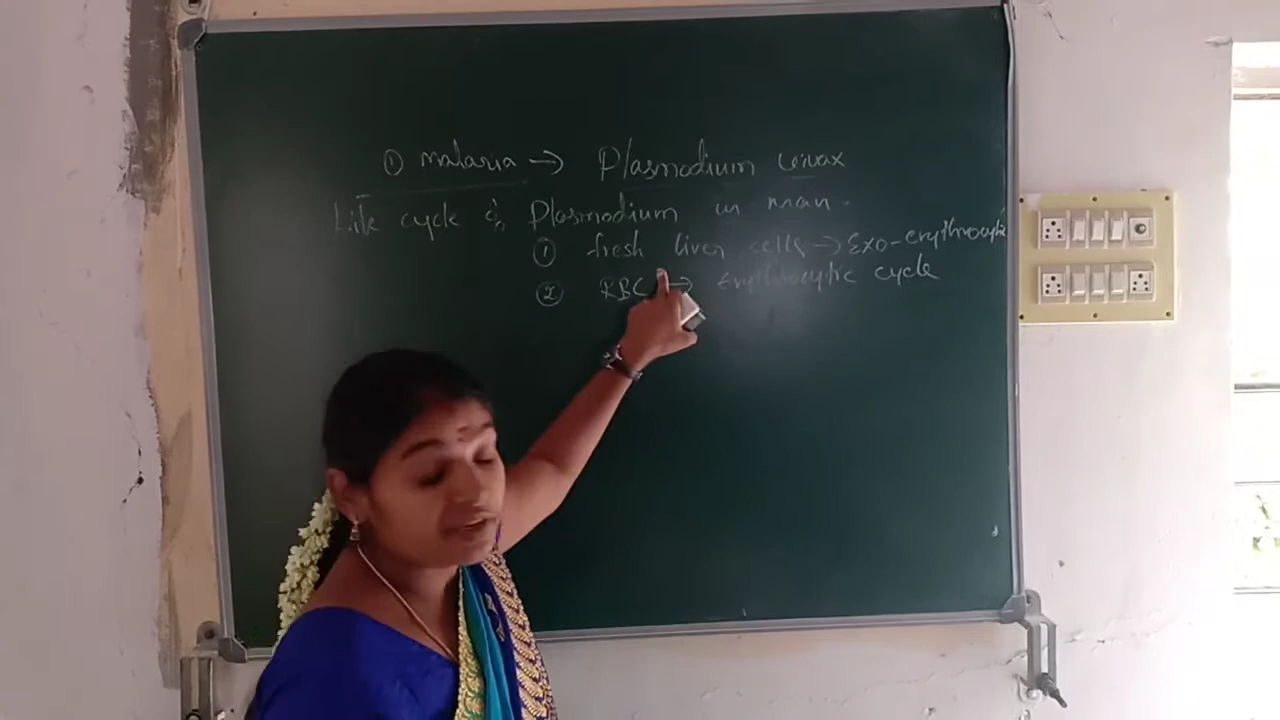 ① malaria → Plasmodium vivax
Life cycle of Plasmodium in man.
① fresh liver cells → Exo-erythrocytic
② RBC → Erythrocytic cycle